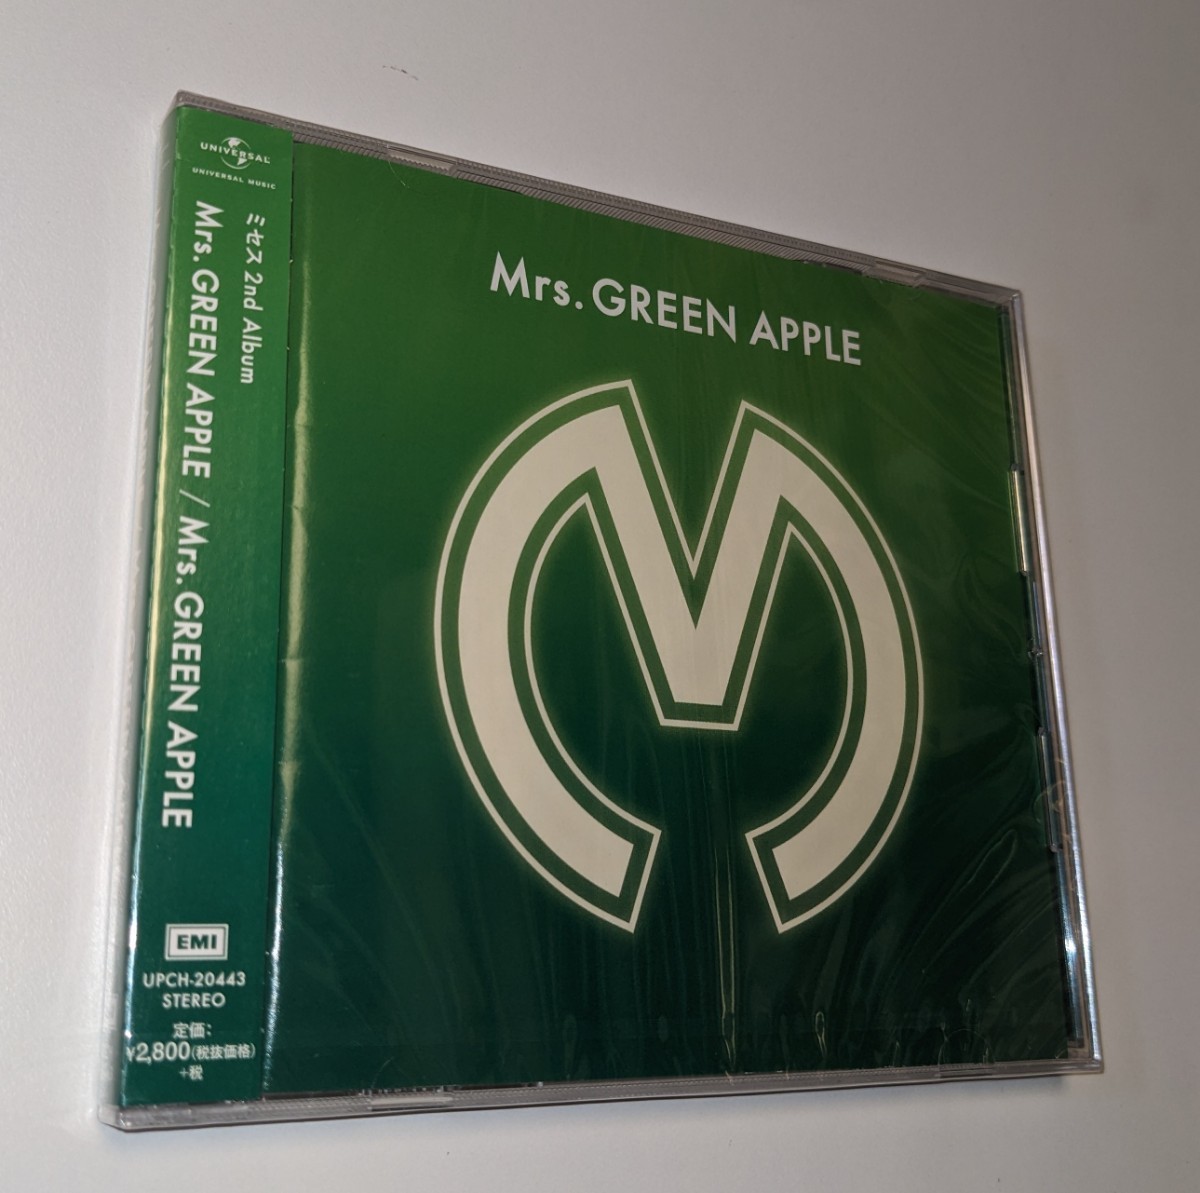 UNIVERSAL
UNIVERSAL MUSIC
ミセス 2nd Album
Mrs. GREEN APPLE / Mrs. GREEN APPLE
EMI
UPCH-20443
STEREO
定価:
¥2,800(税抜価格)
+税
Mrs. GREEN APPLE